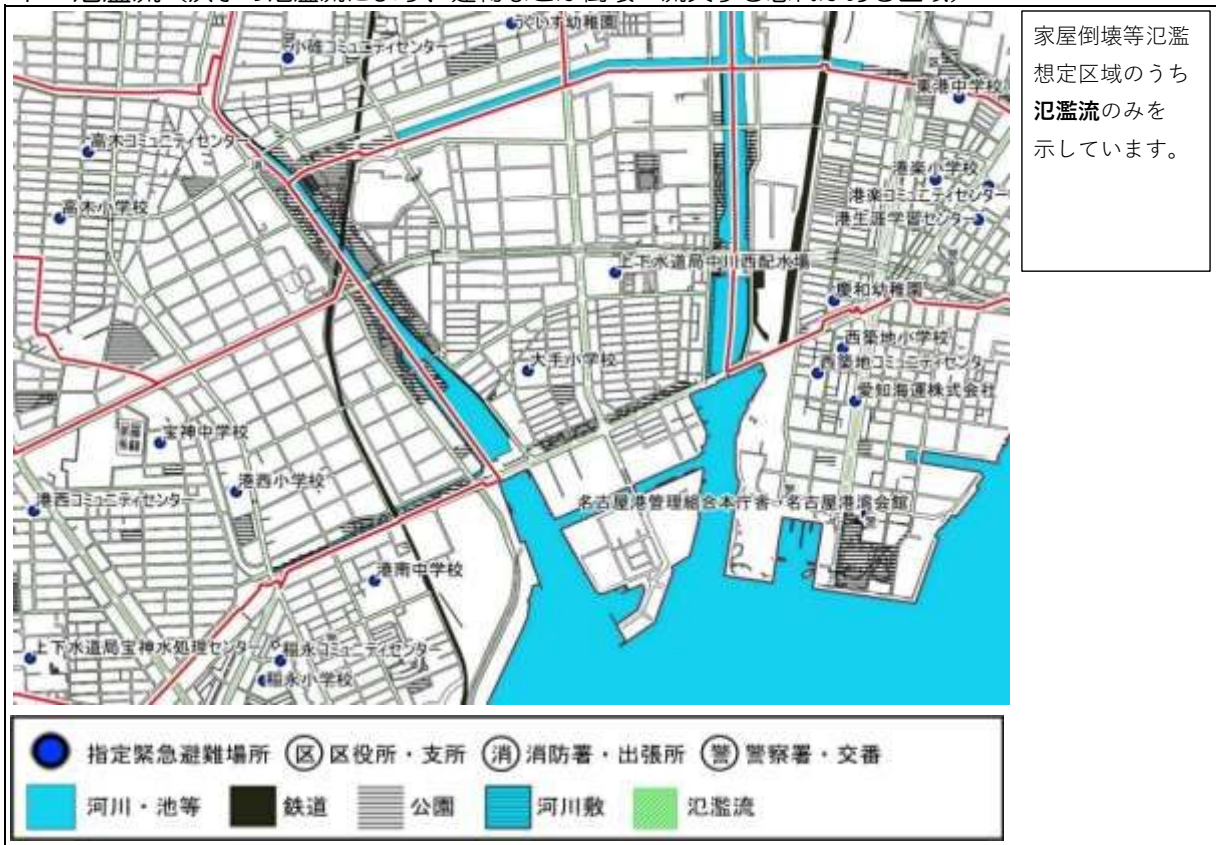 うぐいす幼稚園
小碓コミュニティセンター
東港中学校
高木コミュニティセンター
港楽小学校
港楽コミュニティセンター
高木小学校
港生涯学習センター
上下水道局中川西配水場
慶和幼稚園
西築地小学校
大手小学校
西築地コミュニティセンター
愛知海運株式会社
宝神中学校
港西小学校
港西コミュニティセンター
名古屋港管理組合本庁舎・名古屋港湾会館
港南中学校
上下水道局宝神水処理センター
稲永コミュニティセンター
稲永小学校
家屋倒壊等氾濫
想定区域のうち
氾濫流のみを
示しています。
指定緊急避難場所 区 区役所・支所 消 消防署・出張所 警 警察署・交番
河川・池等 鉄道 公園 河川敷 氾濫流